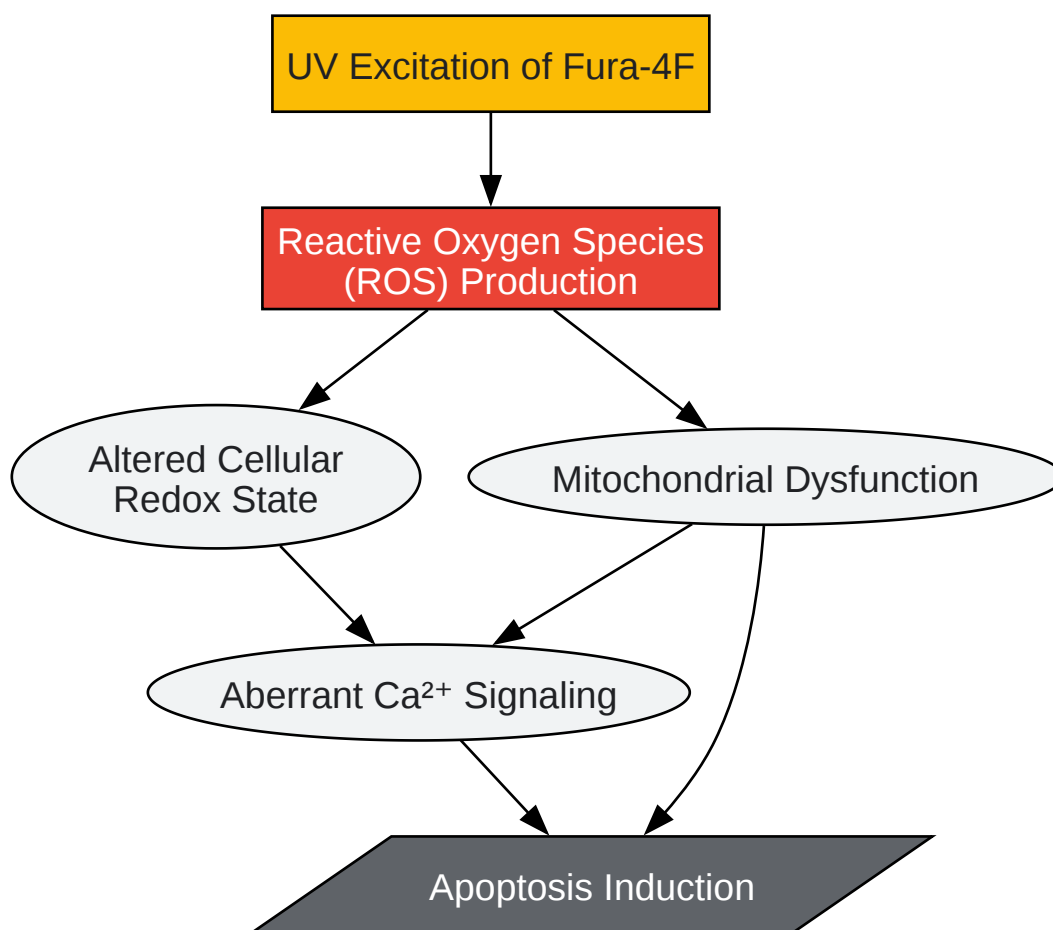 UV Excitation of Fura-4F
Reactive Oxygen Species
(ROS) Production
Altered Cellular
Redox State
Mitochondrial Dysfunction
Aberrant Ca²⁺ Signaling
Apoptosis Induction